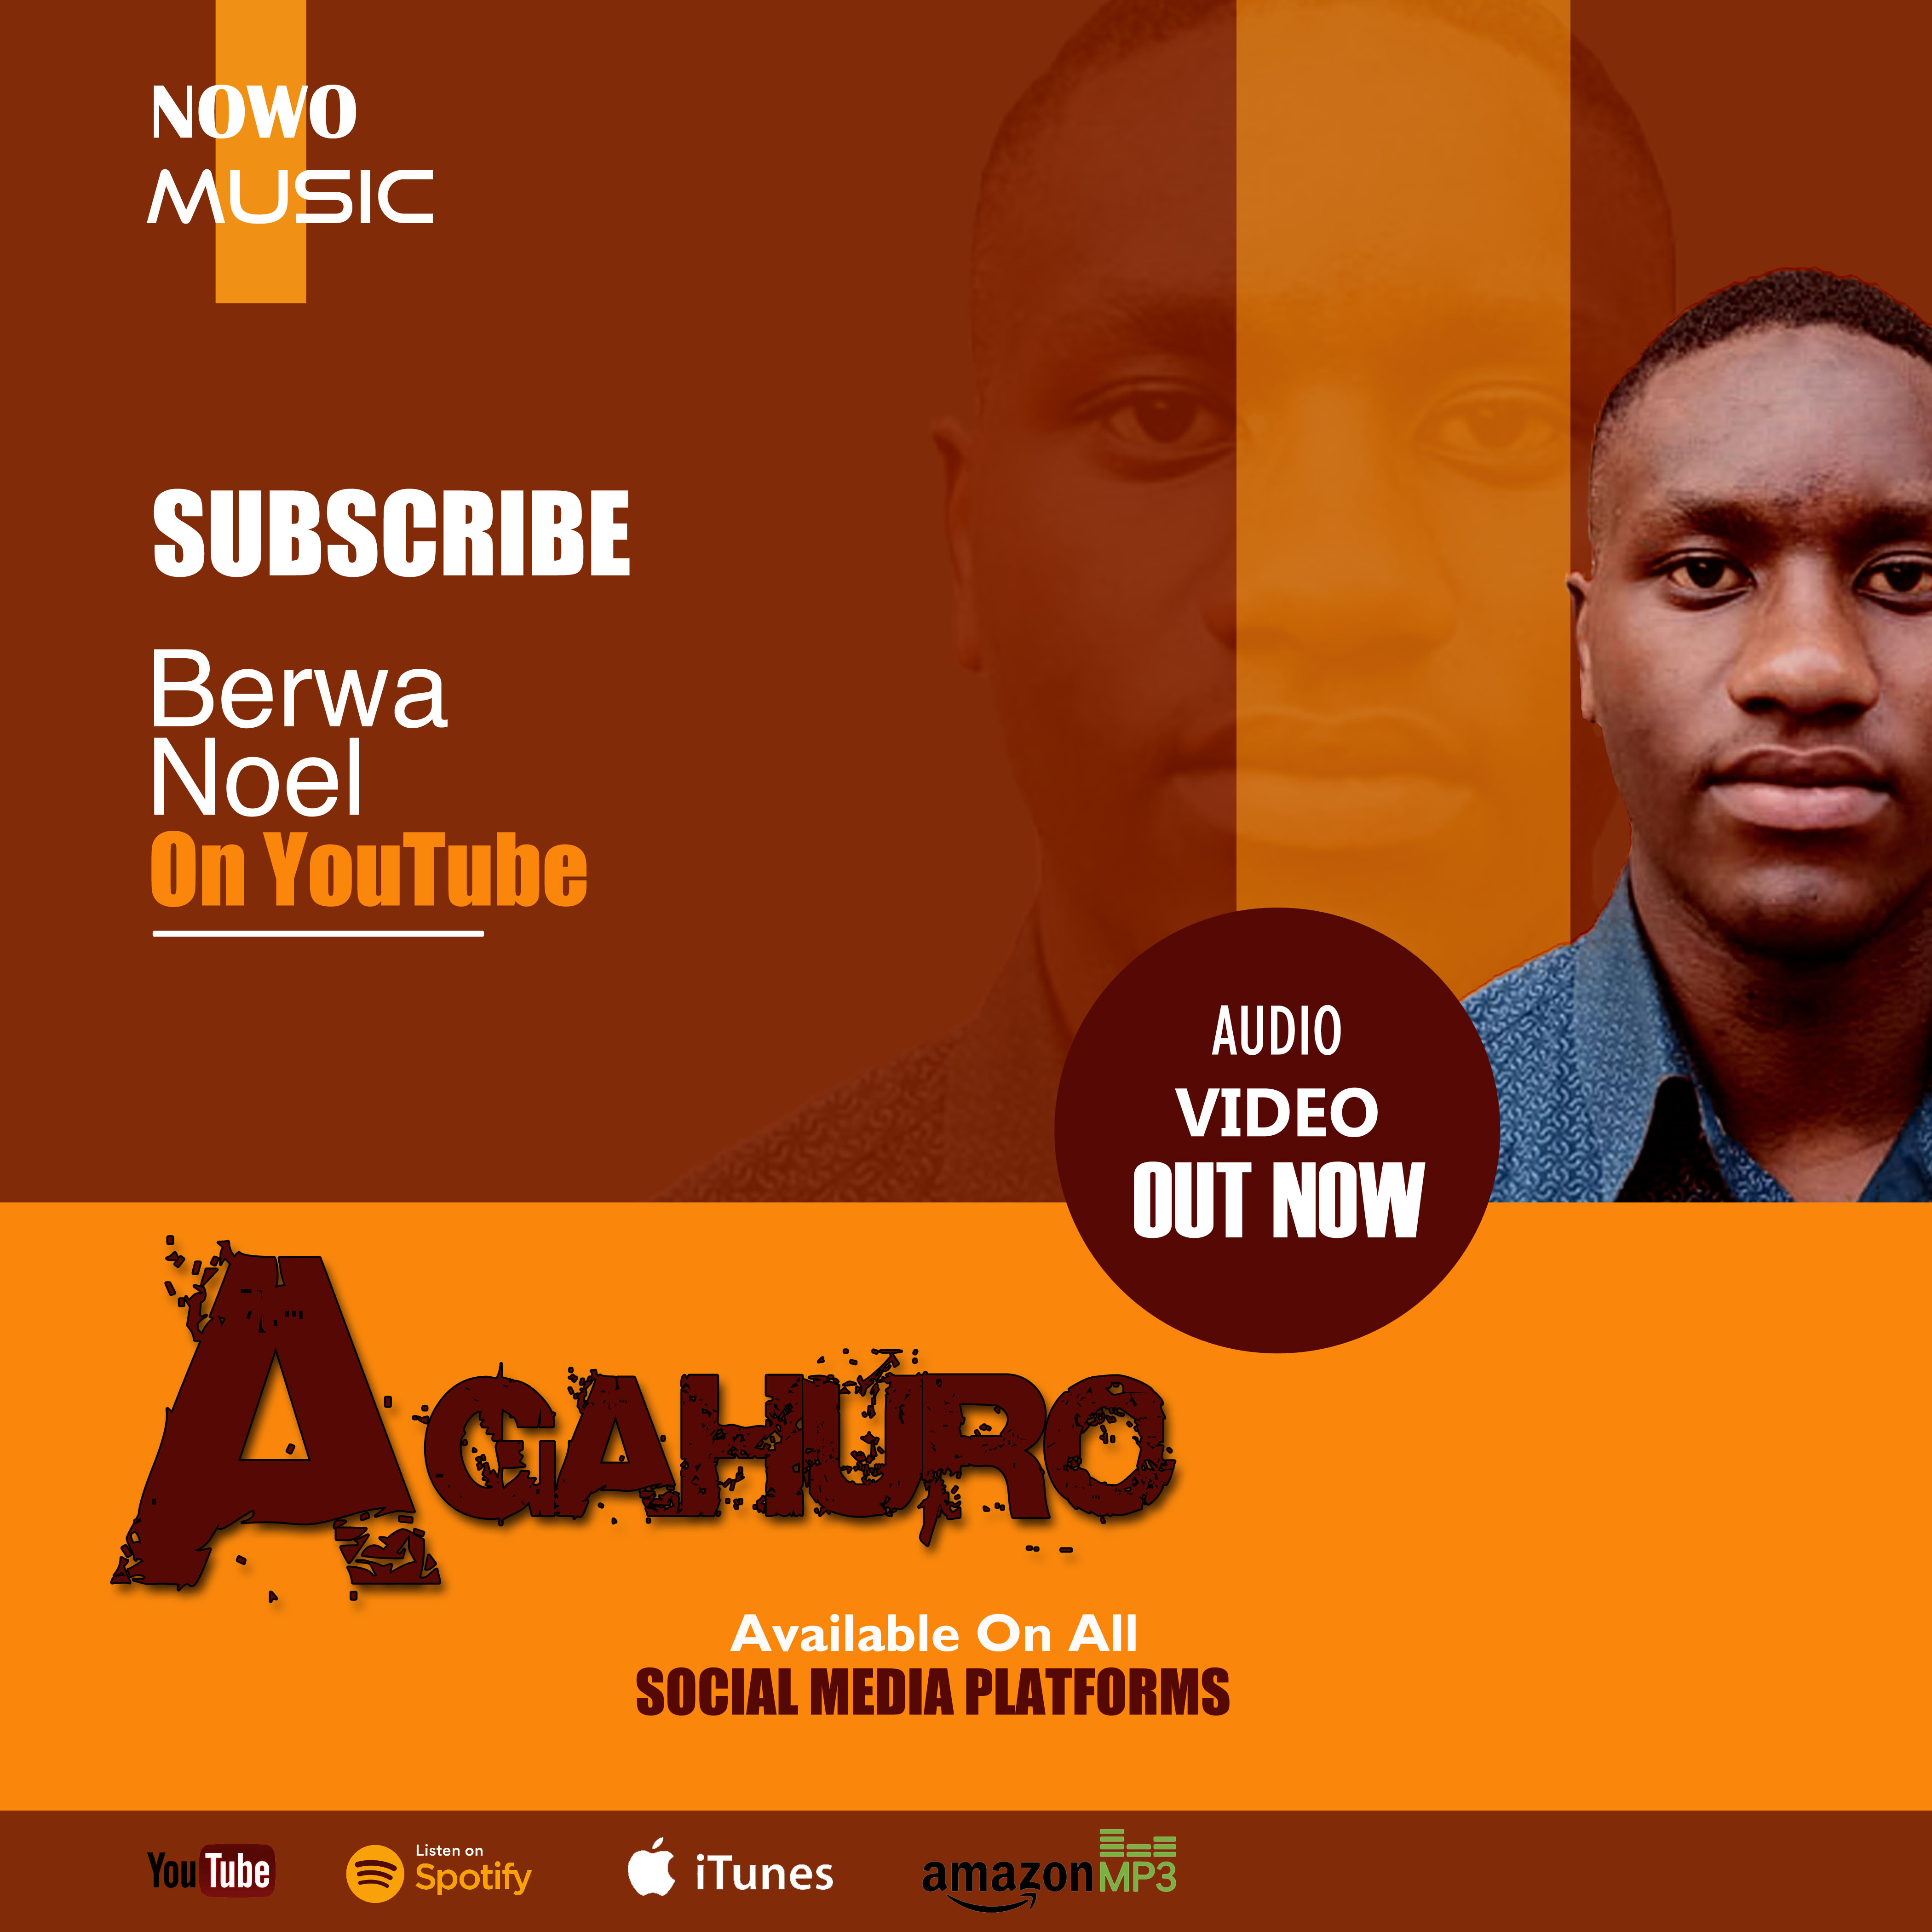 NOWO
MUSIC
SUBSCRIBE
Berwa
Noel
On YouTube
AUDIO
VIDEO
OUT NOW
AGAHURO
Available On All
SOCIAL MEDIA PLATFORMS
YouTube
Listen on
Spotify
iTunes
amazonMP3